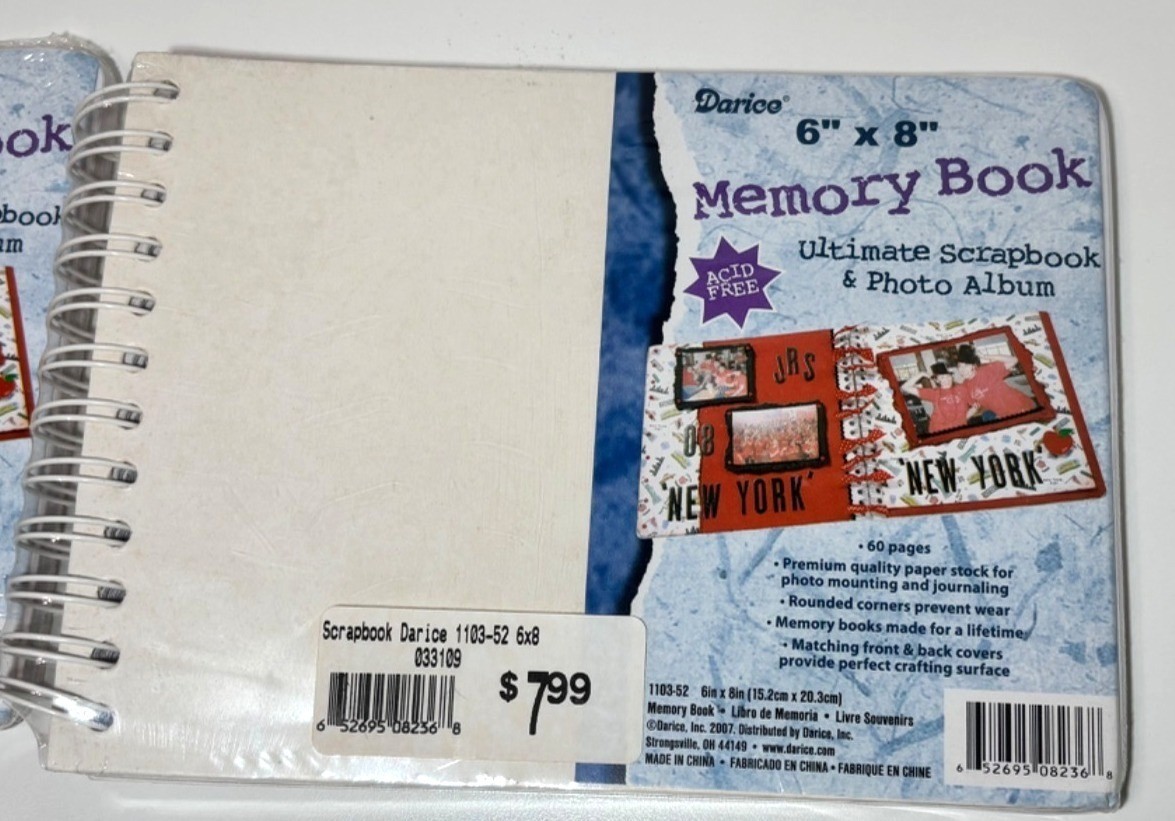 ook
book
m
Darice®
6" x 8"
Memory Book
ACID
FREE
Ultimate Scrapbook
& Photo Album
JRS
08
'NEW YORK'
'NEW YORK'
• 60 pages
• Premium quality paper stock for
photo mounting and journaling
• Rounded corners prevent wear
• Memory books made for a lifetime
• Matching front & back covers
provide perfect crafting surface
1103-52 6in x 8in (15.2cm x 20.3cm)
Memory Book • Libro de Memoria • Livre Souvenirs
©Darice, Inc. 2007. Distributed by Darice, Inc.
Strongsville, OH 44149 • www.darice.com
MADE IN CHINA • FABRICADO EN CHINA • FABRIQUE EN CHINE
6 52695 08236 8
Scrapbook Darice 1103-52 6x8
033109
$7.99
6 52695 08236 8